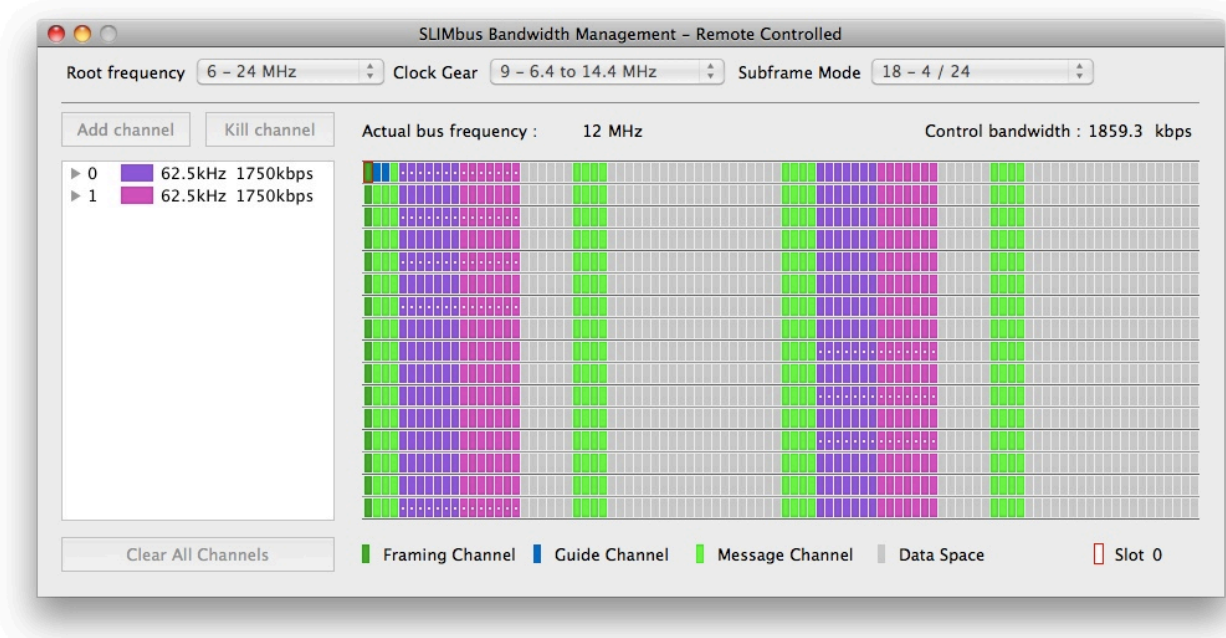 SLIMbus Bandwidth Management – Remote Controlled
Root frequency 6 – 24 MHz Clock Gear 9 – 6.4 to 14.4 MHz Subframe Mode 18 – 4 / 24
Add channel Kill channel Actual bus frequency : 12 MHz Control bandwidth : 1859.3 kbps
0 62.5kHz 1750kbps
1 62.5kHz 1750kbps
Clear All Channels Framing Channel Guide Channel Message Channel Data Space Slot 0